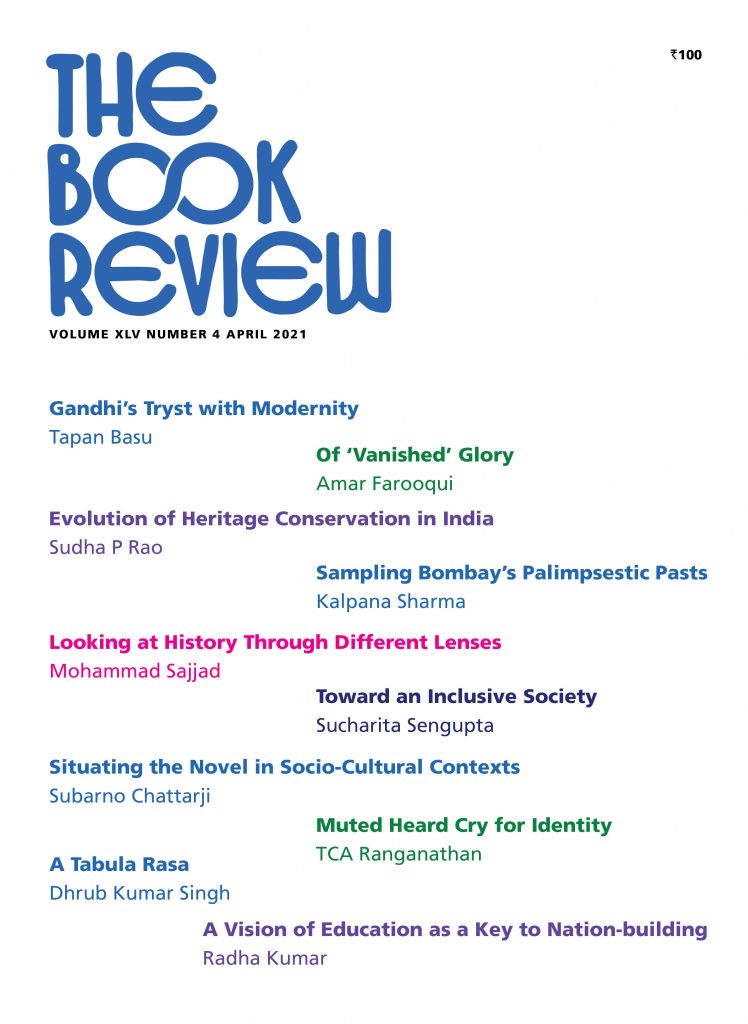 ₹100
THE
BOOK
REVIEW
VOLUME XLV NUMBER 4 APRIL 2021
Gandhi’s Tryst with Modernity
Tapan Basu
Of ‘Vanished’ Glory
Amar Farooqui
Evolution of Heritage Conservation in India
Sudha P Rao
Sampling Bombay’s Palimpsestic Pasts
Kalpana Sharma
Looking at History Through Different Lenses
Mohammad Sajjad
Toward an Inclusive Society
Sucharita Sengupta
Situating the Novel in Socio-Cultural Contexts
Subarno Chattarji
Muted Heard Cry for Identity
TCA Ranganathan
A Tabula Rasa
Dhrub Kumar Singh
A Vision of Education as a Key to Nation-building
Radha Kumar